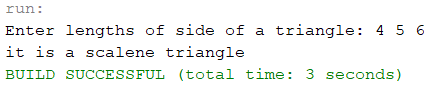 run:
Enter lengths of side of a triangle: 4 5 6
it is a scalene triangle
BUILD SUCCESSFUL (total time: 3 seconds)